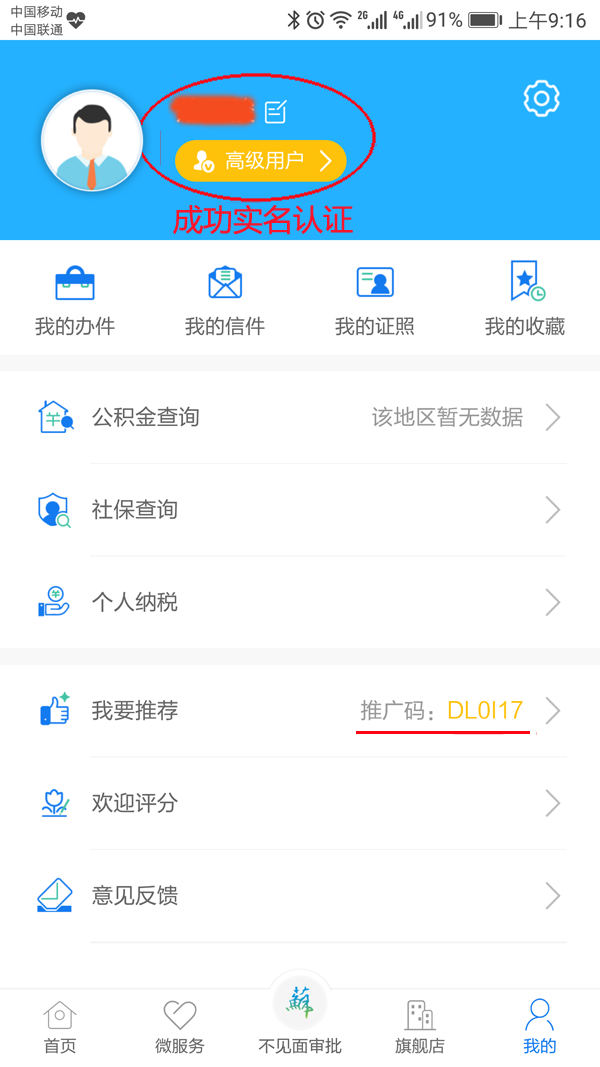 中国移动
中国联通
2G 4G 91% 上午9:16
高级用户
成功实名认证
我的办件 我的信件 我的证照 我的收藏
公积金查询 该地区暂无数据
社保查询
个人纳税
我要推荐 推广码：DL0I17
欢迎评分
意见反馈
蘇
首页 微服务 不见面审批 旗舰店 我的